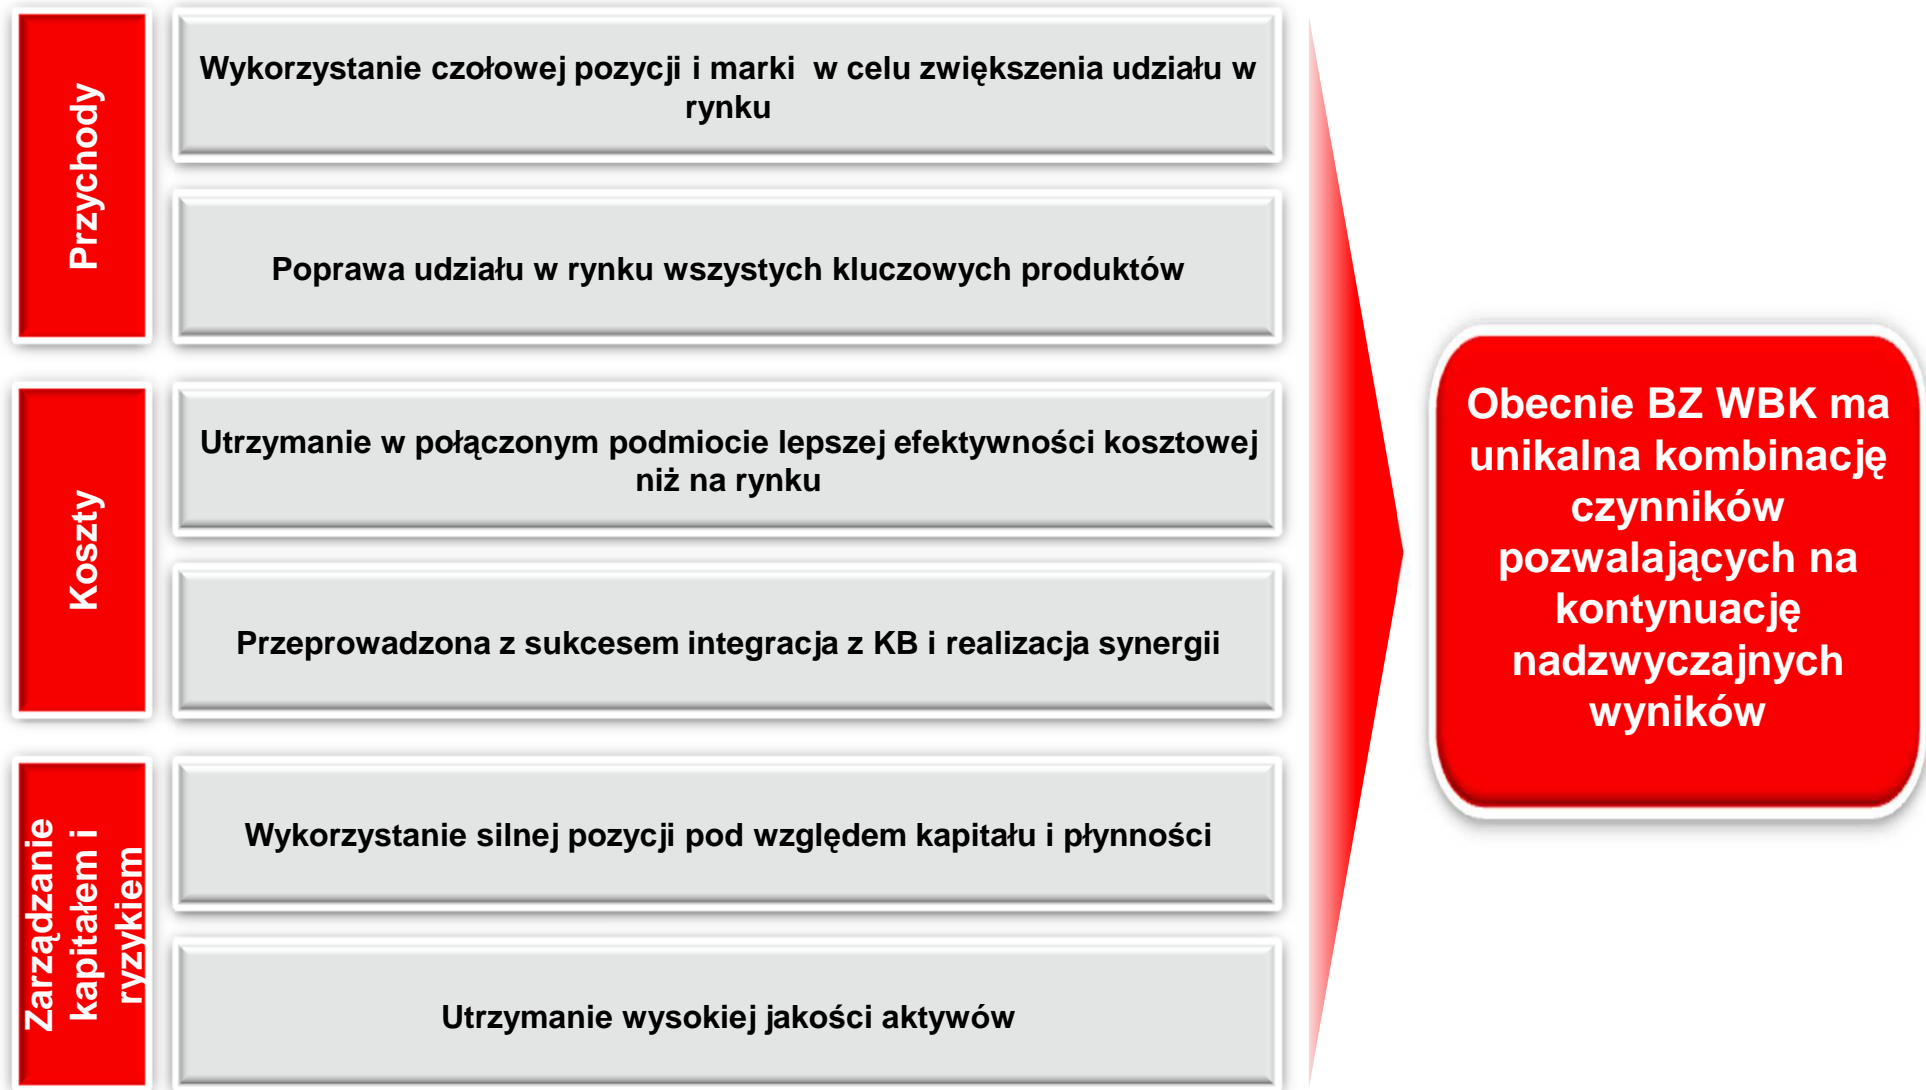 Przychody
Wykorzystanie czołowej pozycji i marki w celu zwiększenia udziału w
rynku
Poprawa udziału w rynku wszystych kluczowych produktów
Koszty
Utrzymanie w połączonym podmiocie lepszej efektywności kosztowej
niż na rynku
Przeprowadzona z sukcesem integracja z KB i realizacja synergii
Zarządzanie
kapitałem i
ryzykiem
Wykorzystanie silnej pozycji pod względem kapitału i płynności
Utrzymanie wysokiej jakości aktywów
Obecnie BZ WBK ma
unikalna kombinację
czynników
pozwalających na
kontynuację
nadzwyczajnych
wyników